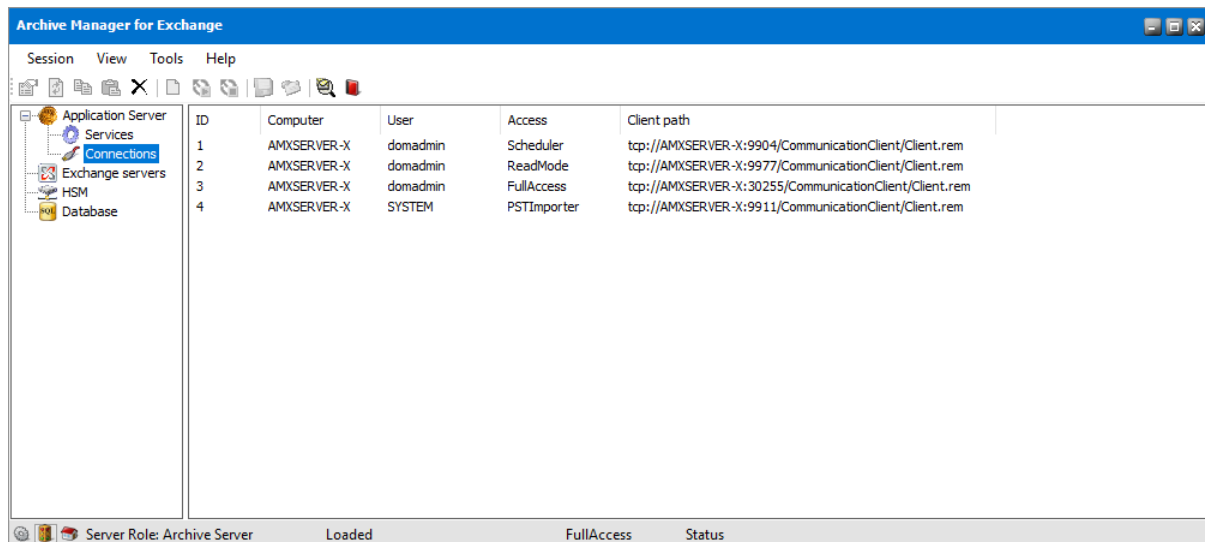 Archive Manager for Exchange
Session View Tools Help
Application Server
Services
Connections
Exchange servers
HSM
SQL Database
ID Computer User Access Client path
1 AMXSERVER-X domadmin Scheduler tcp://AMXSERVER-X:9904/CommunicationClient/Client.rem
2 AMXSERVER-X domadmin ReadMode tcp://AMXSERVER-X:9977/CommunicationClient/Client.rem
3 AMXSERVER-X domadmin FullAccess tcp://AMXSERVER-X:30255/CommunicationClient/Client.rem
4 AMXSERVER-X SYSTEM PSTImporter tcp://AMXSERVER-X:9911/CommunicationClient/Client.rem
Server Role: Archive Server Loaded FullAccess Status